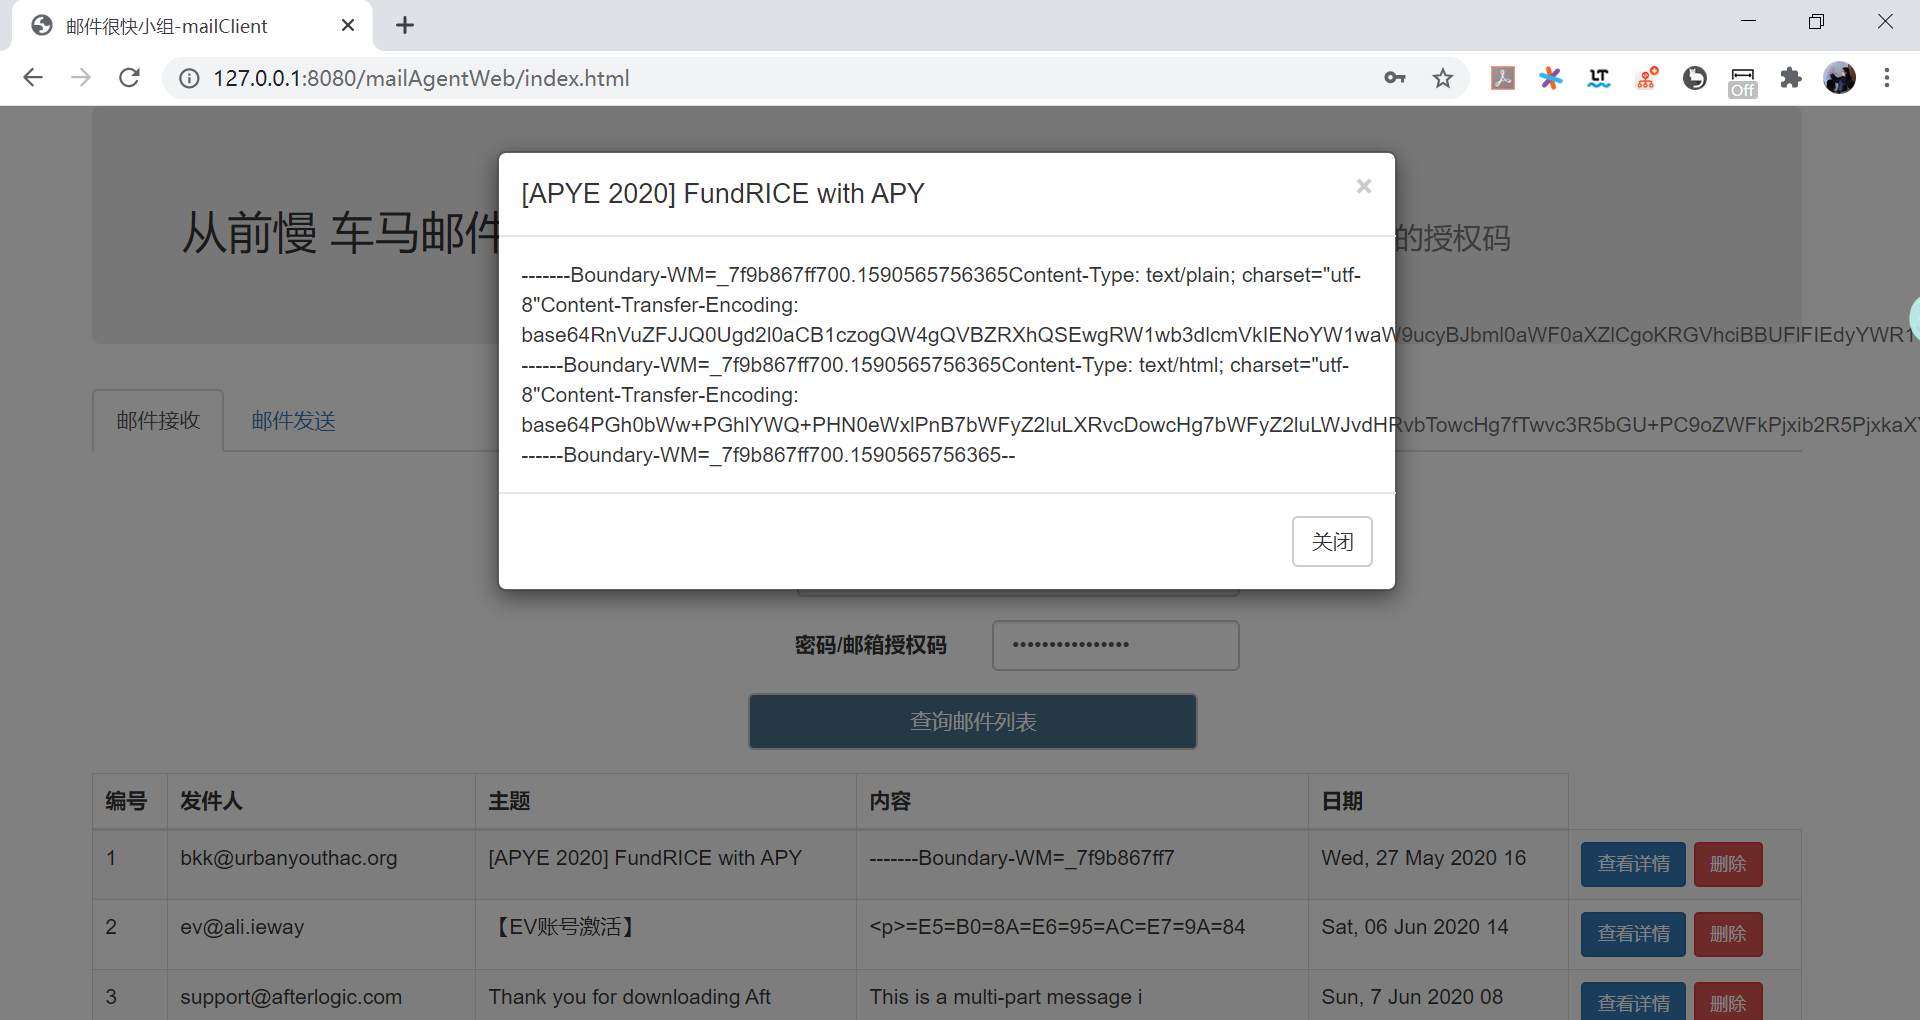 邮件很快小组-mailClient
127.0.0.1:8080/mailAgentWeb/index.html
Off
从前慢 车马邮件
的授权码
[APYE 2020] FundRICE with APY
×
-------Boundary-WM=_7f9b867ff700.1590565756365Content-Type: text/plain; charset="utf-
8"Content-Transfer-Encoding:
base64RnVuZFJJQ0Ugd2l0aCB1czogQW4gQVBZRXhQSEwgRW1wb3dlcmVkIENoYW1waW9ucyBJbml0aWF0aXZlCgoKRGVhciBBUFlFIEdyYWR1
------Boundary-WM=_7f9b867ff700.1590565756365Content-Type: text/html; charset="utf-
8"Content-Transfer-Encoding:
base64PGh0bWw+PGhlYWQ+PHN0eWxlPnB7bWFyZ2luLXRvcDowcHg7bWFyZ2luLWJvdHRvbTowcHg7fTwvc3R5bGU+PC9oZWFkPjxib2R5PjxkaX
------Boundary-WM=_7f9b867ff700.1590565756365--
关闭
邮件接收
邮件发送
密码/邮箱授权码
查询邮件列表
编号 发件人 主题 内容 日期
1 bkk@urbanyouthac.org [APYE 2020] FundRICE with APY -------Boundary-WM=_7f9b867ff7 Wed, 27 May 2020 16 查看详情 删除
2 ev@ali.ieway 【EV账号激活】 <p>=E5=B0=8A=E6=95=AC=E7=9A=84 Sat, 06 Jun 2020 14 查看详情 删除
3 support@afterlogic.com Thank you for downloading Aft This is a multi-part message i Sun, 7 Jun 2020 08 查看详情 删除